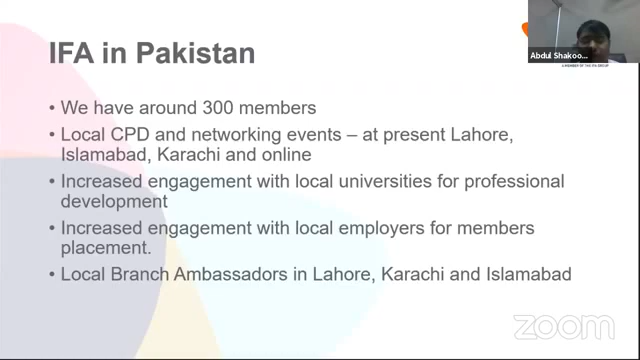 IFA in Pakistan
Abdul Shakoo...
A MEMBER OF THE IPA GROUP
• We have around 300 members
• Local CPD and networking events – at present Lahore,
Islamabad, Karachi and online
• Increased engagement with local universities for professional
development
• Increased engagement with local employers for members
placement.
• Local Branch Ambassadors in Lahore, Karachi and Islamabad
zoom